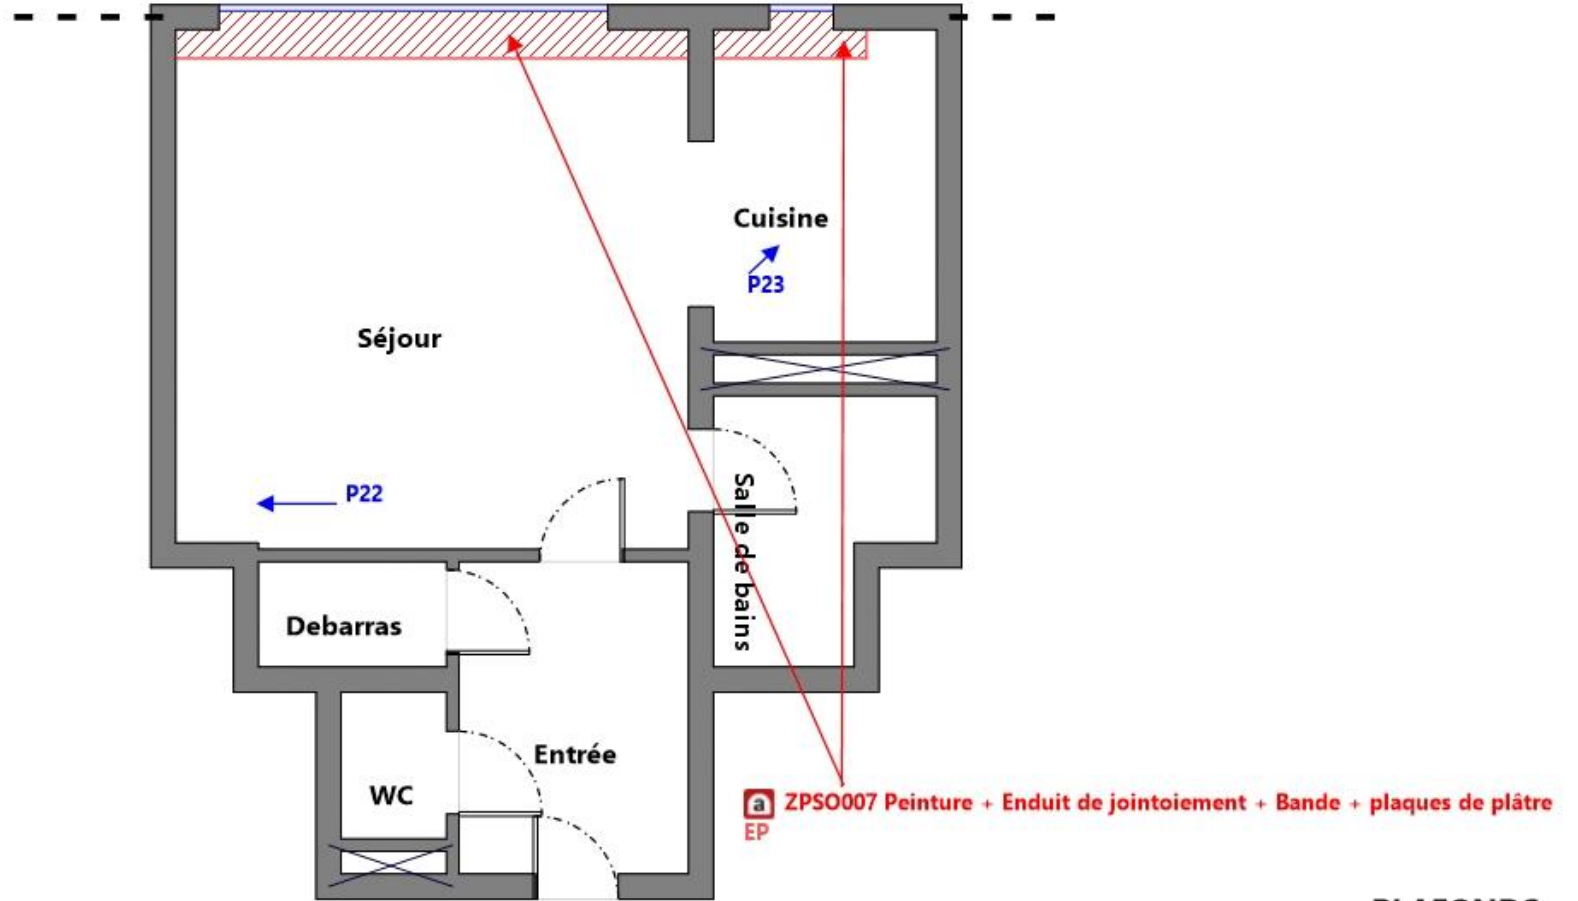 Cuisine
P23
Séjour
P22
Salle de bains
Debarras
Entrée
WC
a ZPSO007 Peinture + Enduit de jointoiement + Bande + plaques de plâtre
EP